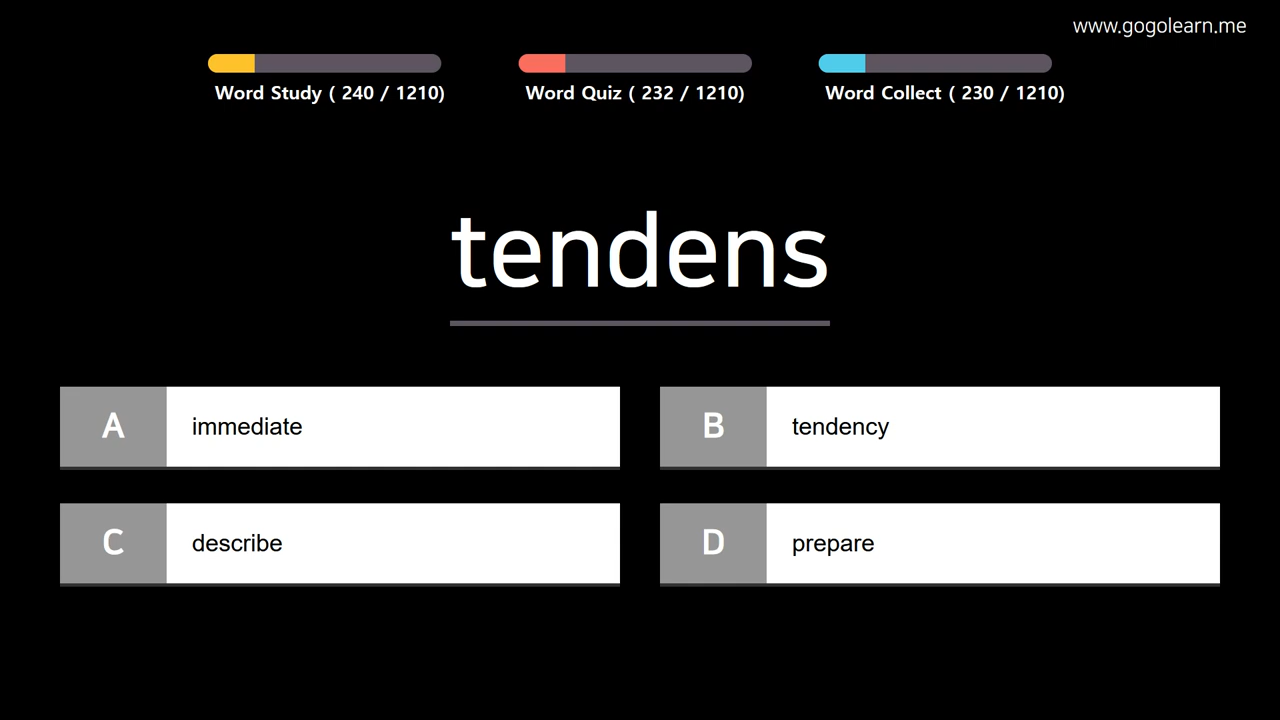 www.gogolearn.me
Word Study ( 240 / 1210)
Word Quiz ( 232 / 1210)
Word Collect ( 230 / 1210)
tendens
A immediate
B tendency
C describe
D prepare